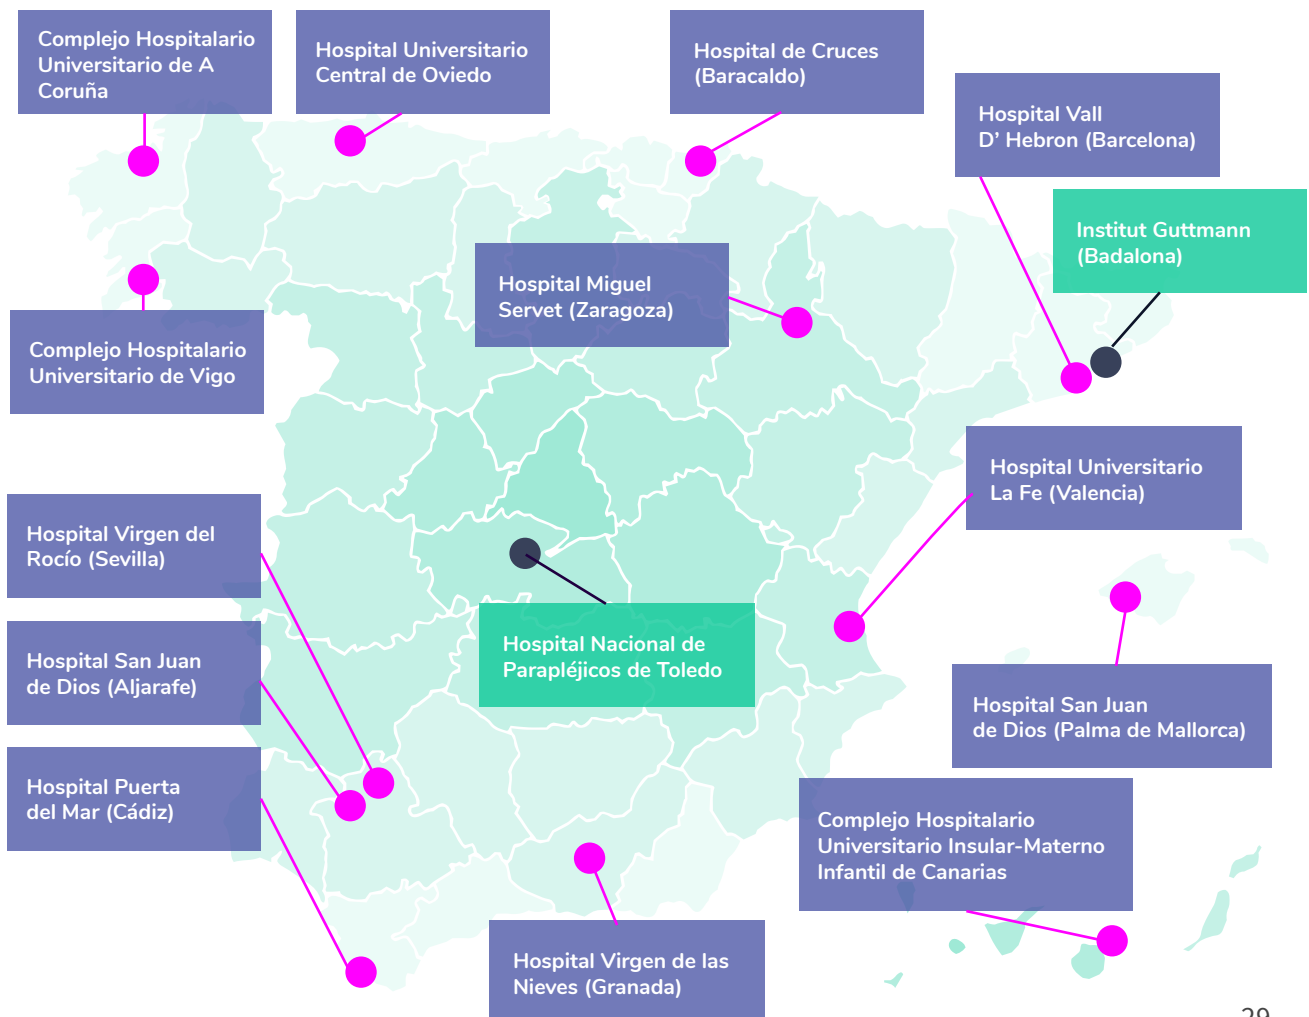 Complejo Hospitalario
Universitario de A
Coruña
Hospital Universitario
Central de Oviedo
Hospital de Cruces
(Baracaldo)
Hospital Vall
D’ Hebron (Barcelona)
Institut Guttmann
(Badalona)
Hospital Miguel
Servet (Zaragoza)
Complejo Hospitalario
Universitario de Vigo
Hospital Universitario
La Fe (Valencia)
Hospital Virgen del
Rocío (Sevilla)
Hospital San Juan
de Dios (Aljarafe)
Hospital Nacional de
Parapléjicos de Toledo
Hospital San Juan
de Dios (Palma de Mallorca)
Hospital Puerta
del Mar (Cádiz)
Complejo Hospitalario
Universitario Insular-Materno
Infantil de Canarias
Hospital Virgen de las
Nieves (Granada)
29